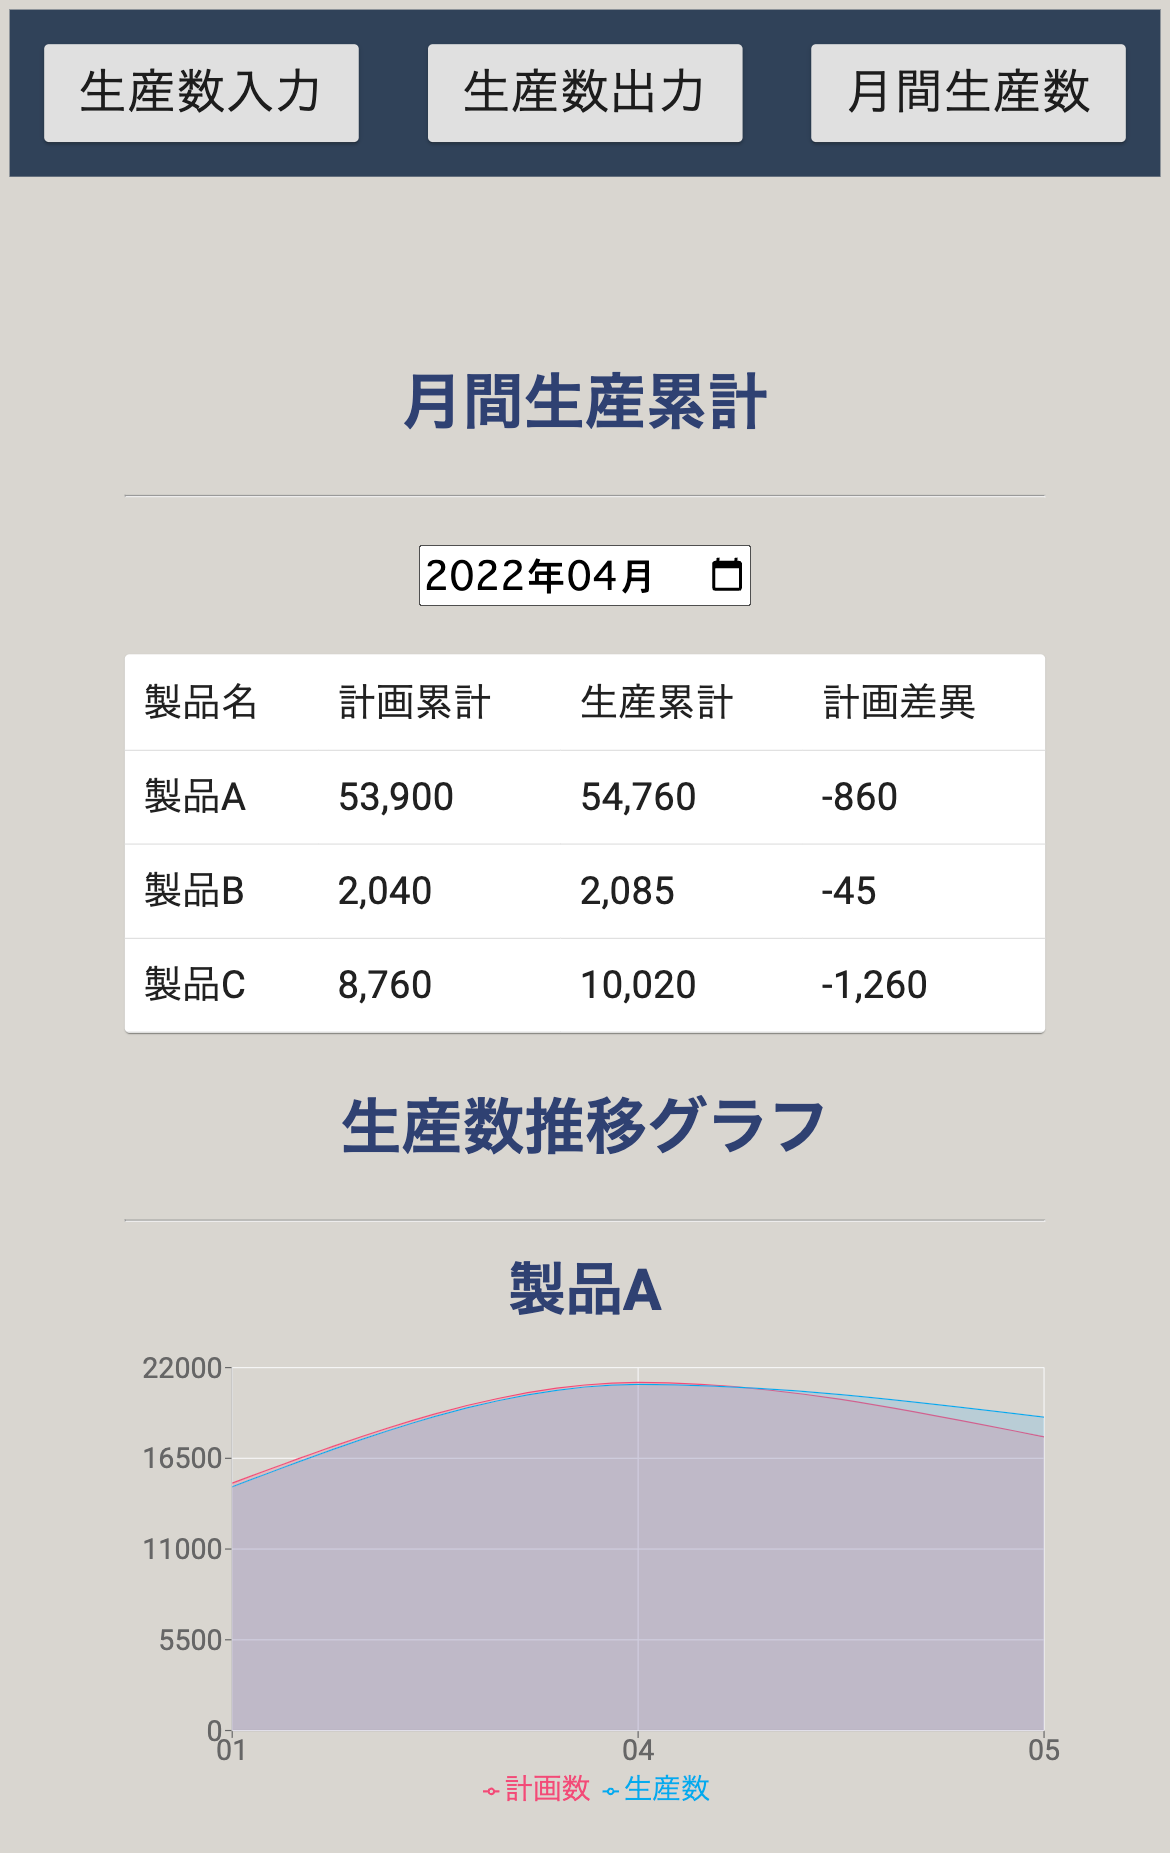 生産数入力 生産数出力 月間生産数
月間生産累計
2022年04月
製品名 計画累計 生産累計 計画差異
製品A 53,900 54,760 -860
製品B 2,040 2,085 -45
製品C 8,760 10,020 -1,260
生産数推移グラフ
製品A
22000
16500
11000
5500
0
01 04 05
計画数 生産数